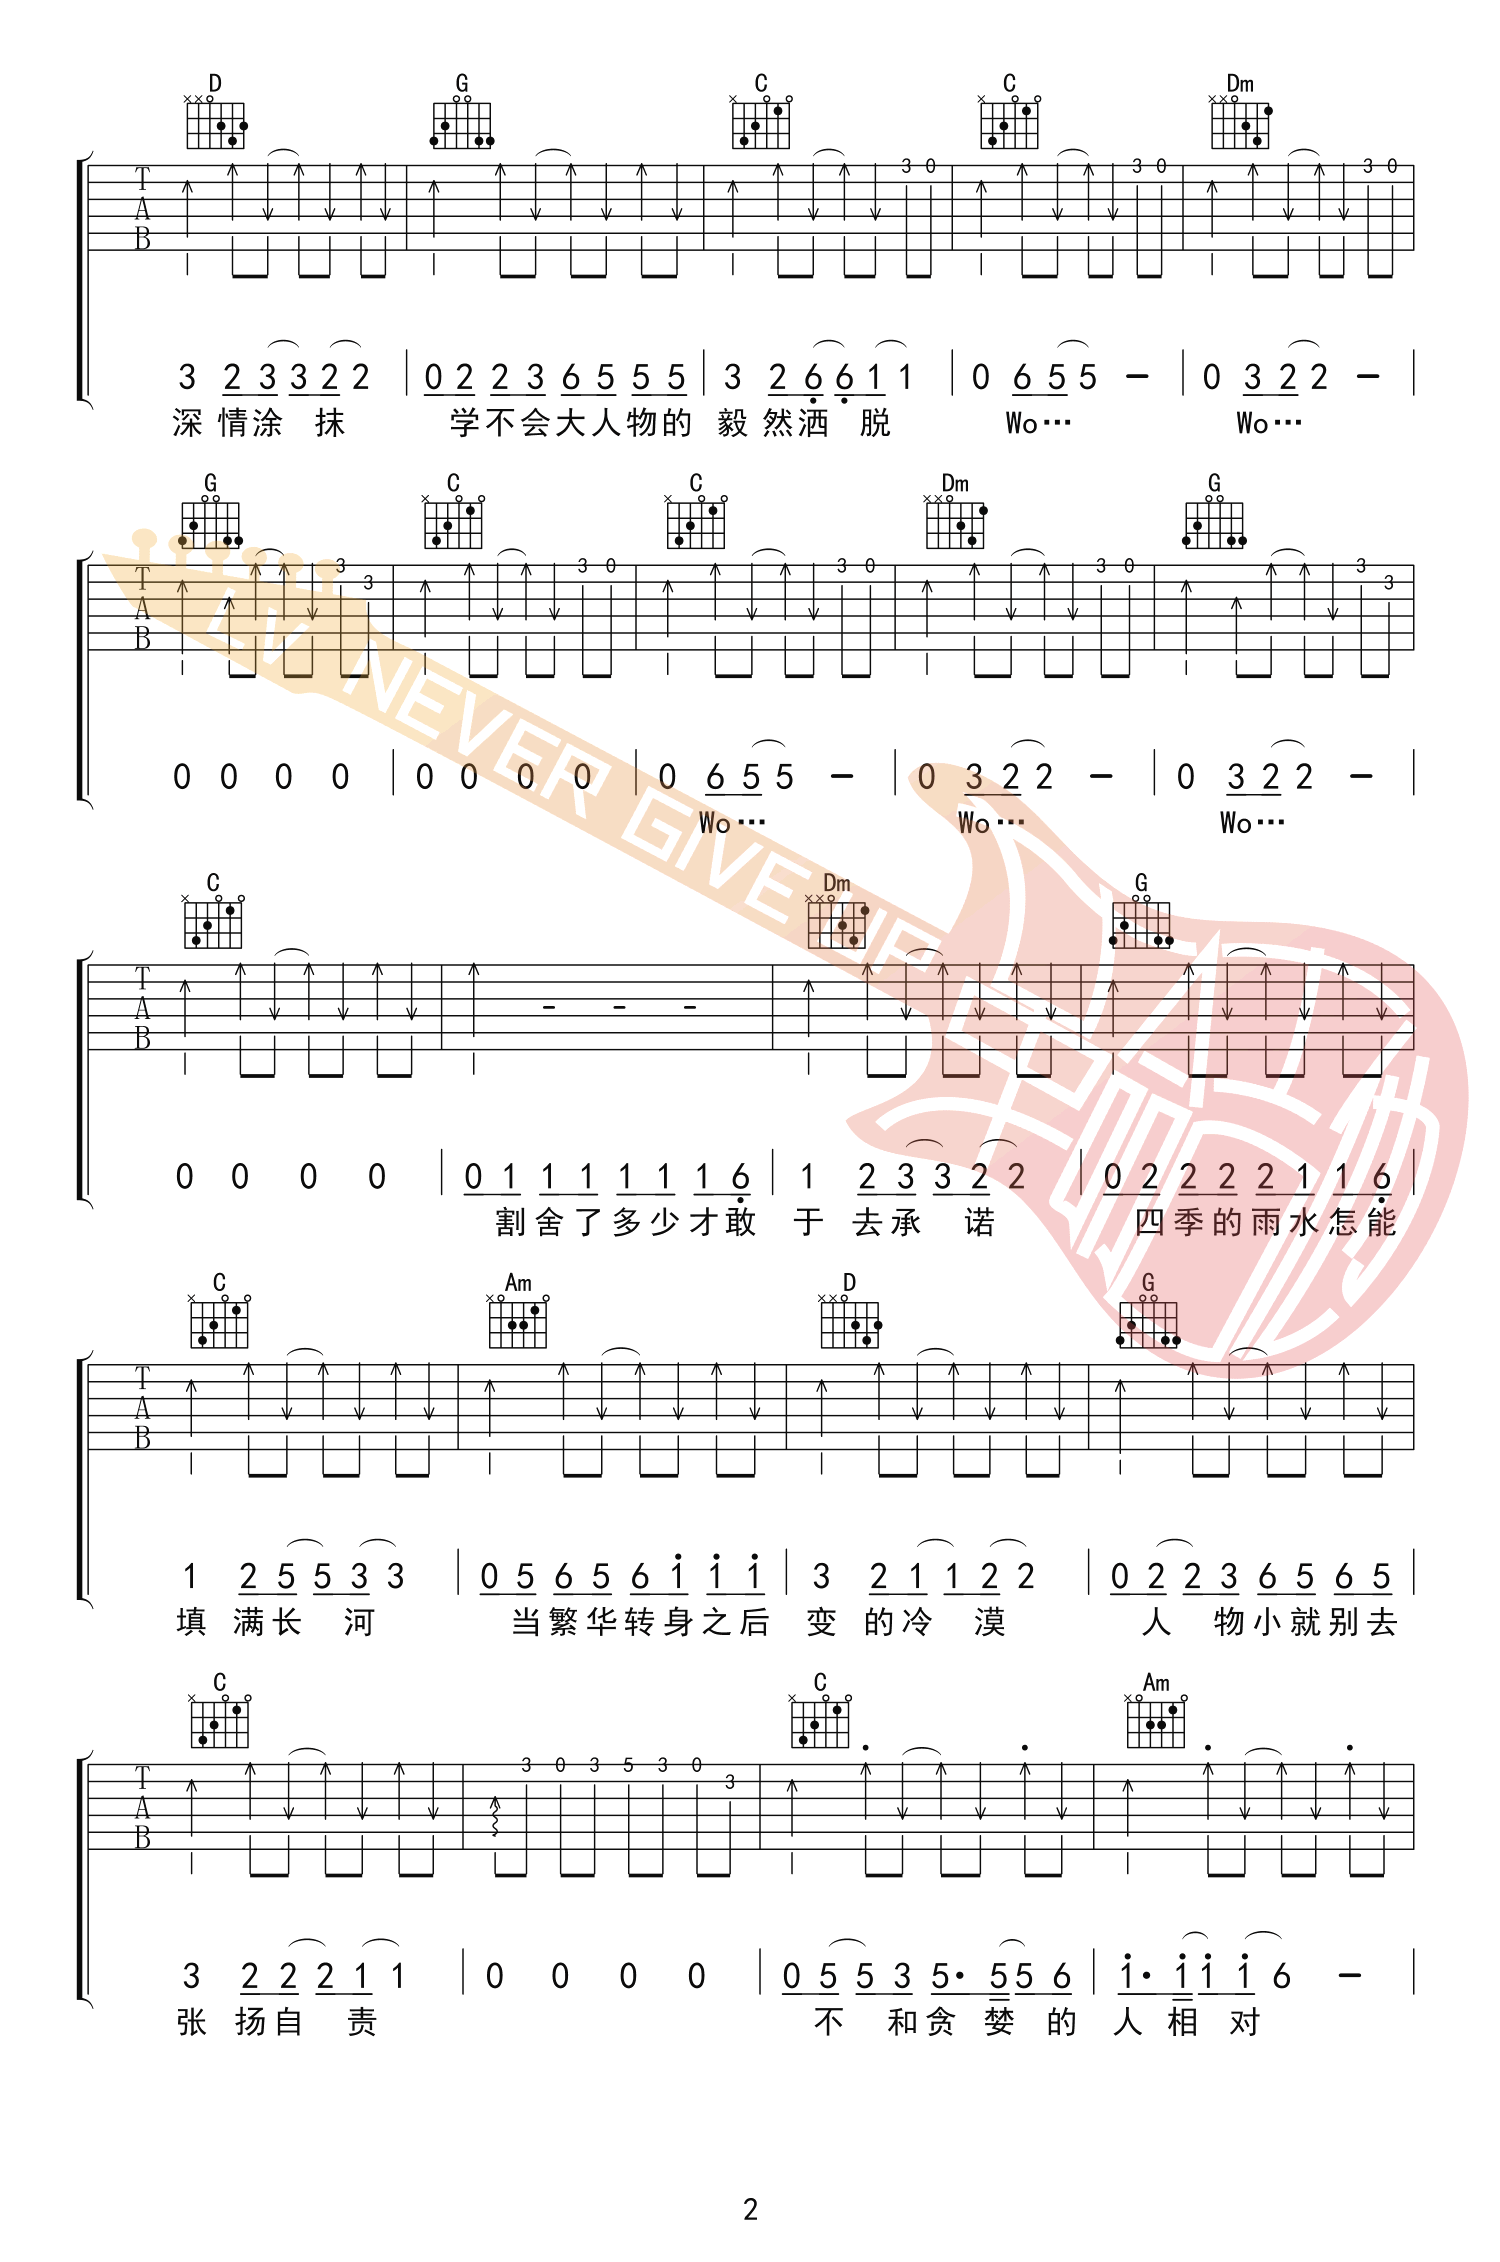 D G C C Dm
T 3 0 3 0 3 0
A
B
3 2 3 3 2 2 0 2 2 3 6 5 5 5 3 2 6 6 1 1 0 6 5 5 - 0 3 2 2 -
深 情 涂 抹 学 不 会 大 人 物 的 毅 然 洒 脱 Wo··· Wo···
G C C Dm G
T 3 3 3 0 3 0 3 0 3 3
A
B
0 0 0 0 0 0 0 0 0 6 5 5 - 0 3 2 2 - 0 3 2 2 -
Wo··· Wo··· Wo···
LV NEVER GIVE UP
C Dm G
T
A - - -
B
0 0 0 0 0 1 1 1 1 1 1 6 1 2 3 3 2 2 0 2 2 2 2 1 1 6
割 舍 了 多 少 才 敢 于 去 承 诺 四 季 的 雨 水 怎 能
C Am D G
T
A
B
1 2 5 5 3 3 0 5 6 5 6 1 1 1 3 2 1 1 2 2 0 2 2 3 6 5 6 5
填 满 长 河 当 繁 华 转 身 之 后 变 的 冷 漠 人 物 小 就 别 去
C C Am
T 3 0 3 5 3 0 3
A
B
3 2 2 2 1 1 0 0 0 0 0 5 5 3 5· 5 5 6 1· 1 1 1 6 -
张 扬 自 责 不 和 贪 婪 的 人 相 对
2